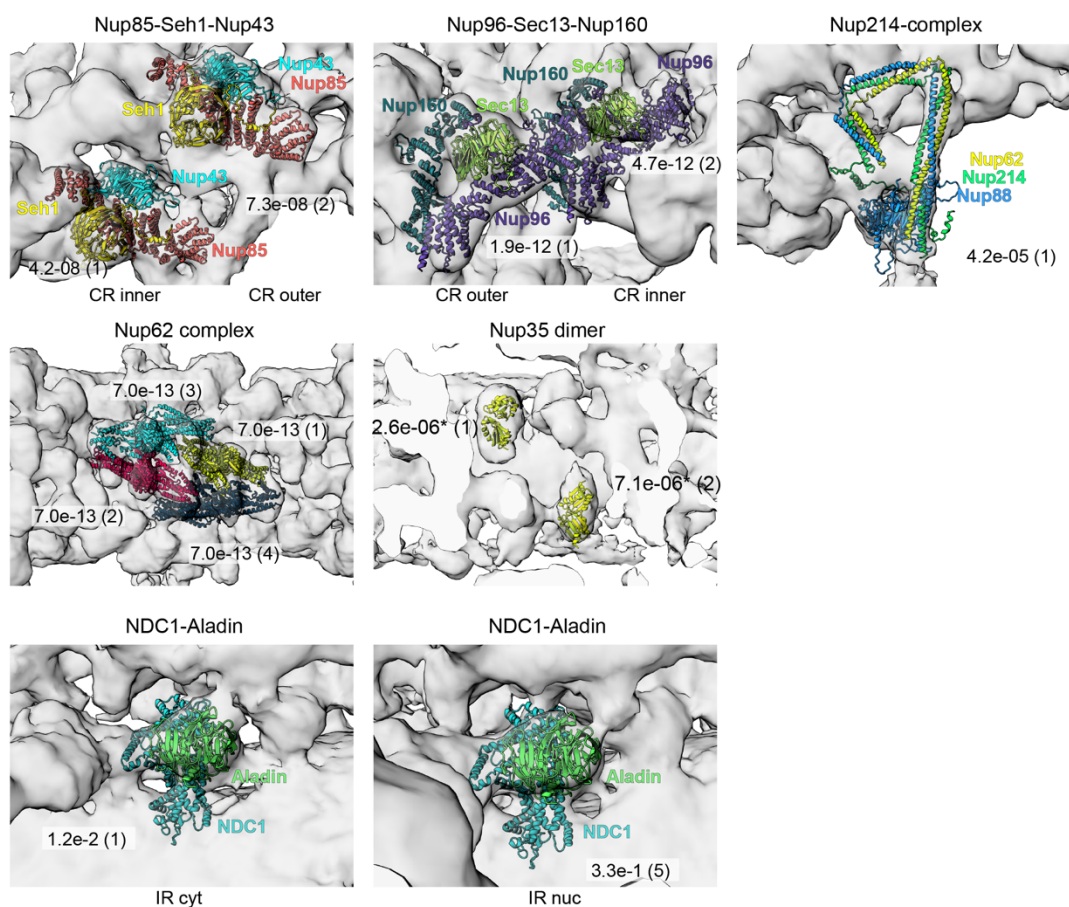 Nup85-Seh1-Nup43
Nup96-Sec13-Nup160
Nup214-complex
Nup43
Nup85
Seh1
Nup43
7.3e-08 (2)
Seh1
Nup85
4.2-08 (1)
CR inner
CR outer
Nup160
Sec13
Nup96
Nup160
Sec13
4.7e-12 (2)
Nup96
1.9e-12 (1)
CR outer
CR inner
Nup62
Nup214
Nup88
4.2e-05 (1)
Nup62 complex
Nup35 dimer
7.0e-13 (3)
7.0e-13 (1)
7.0e-13 (2)
7.0e-13 (4)
2.6e-06* (1)
7.1e-06* (2)
NDC1-Aladin
NDC1-Aladin
Aladin
NDC1
1.2e-2 (1)
IR cyt
Aladin
NDC1
3.3e-1 (5)
IR nuc